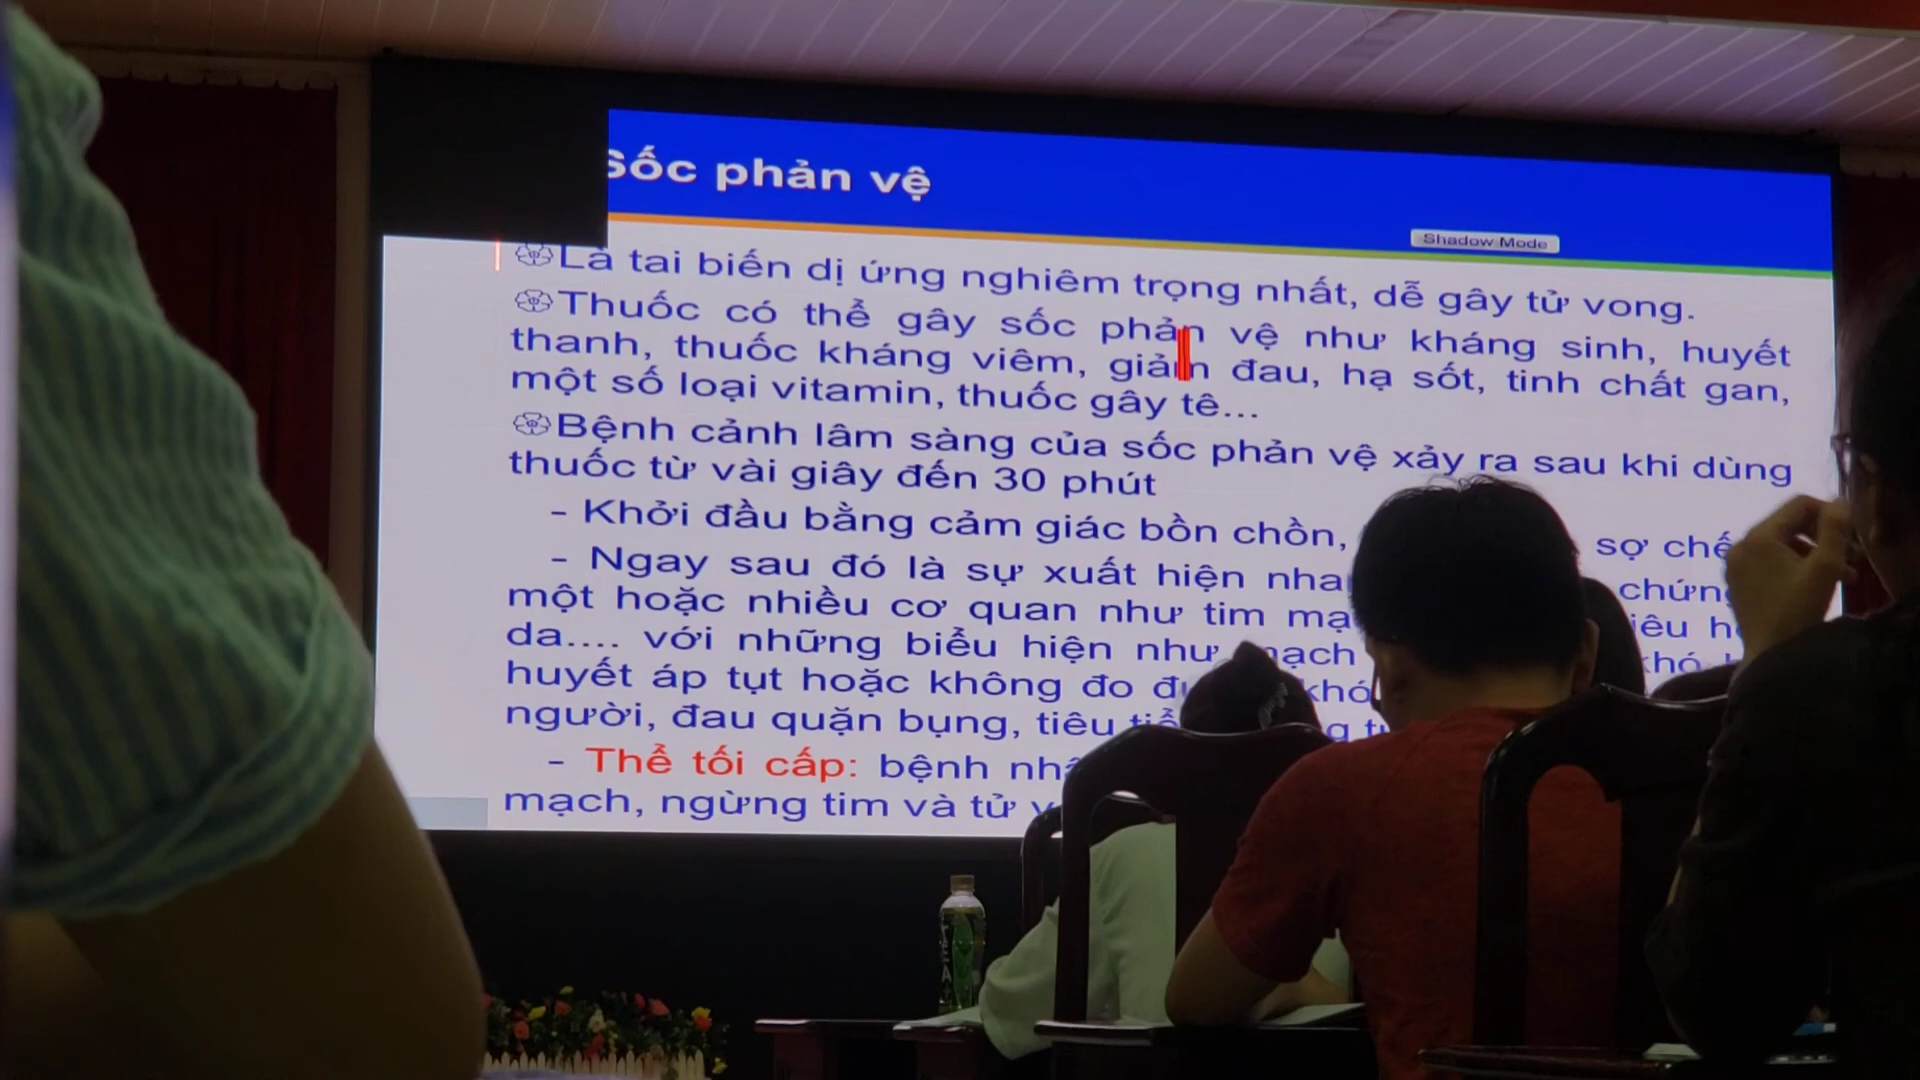 Sốc phản vệ
Shadow Mode
Là tai biến dị ứng nghiêm trọng nhất, dễ gây tử vong.
Thuốc có thể gây sốc phản vệ như kháng sinh, huyết
thanh, thuốc kháng viêm, giảm đau, hạ sốt, tinh chất gan,
một số loại vitamin, thuốc gây tê...
Bệnh cảnh lâm sàng của sốc phản vệ xảy ra sau khi dùng
thuốc từ vài giây đến 30 phút
- Khởi đầu bằng cảm giác bồn chồn, sợ
- Ngay sau đó là sự xuất hiện chứng
một hoặc nhiều cơ quan như tim
da.... với những biểu hiện như mạch khó
huyết áp tụt hoặc không đo khó
người, đau quặn bụng, tiêu
- Thể tối cấp: bệnh
mạch, ngừng tim và tử